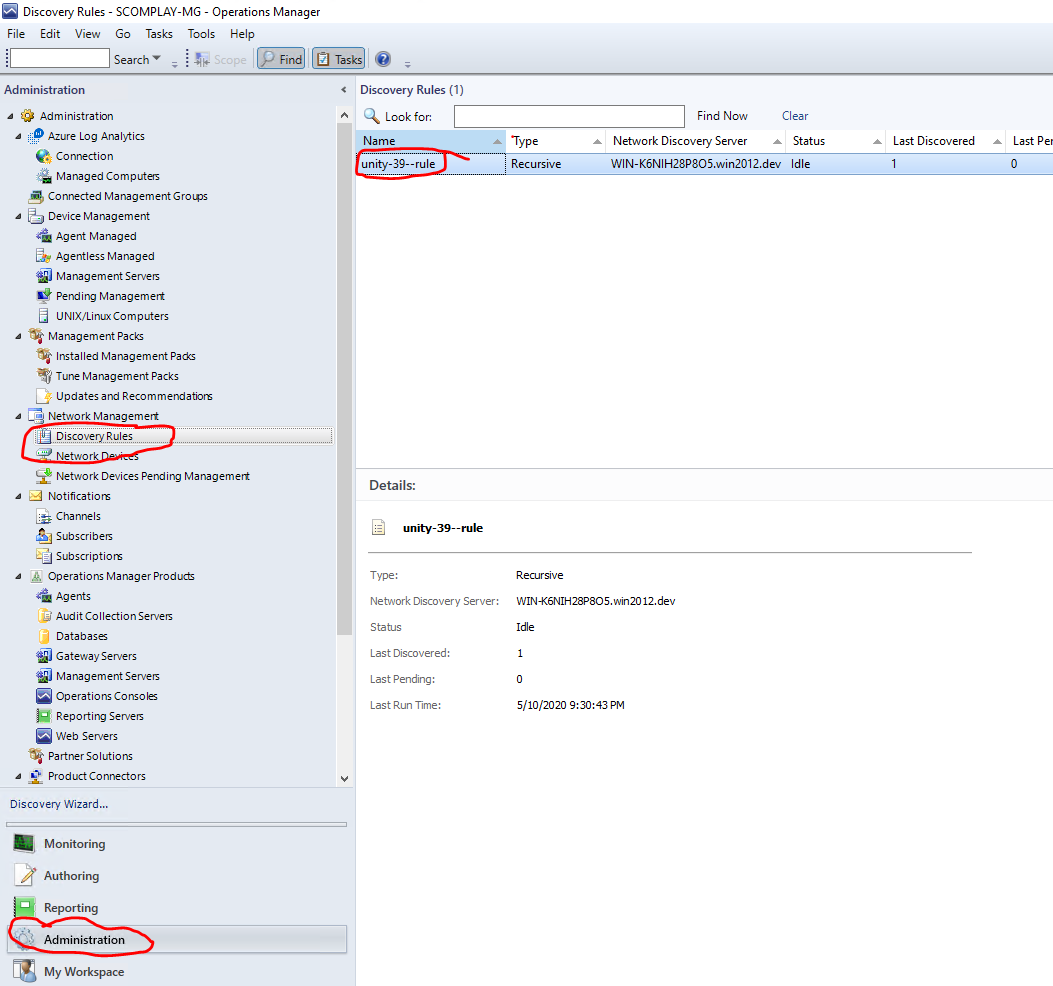 Discovery Rules - SCOMPLAY-MG - Operations Manager
File Edit View Go Tasks Tools Help
Search Scope Find Tasks
Administration
Administration
Azure Log Analytics
Connection
Managed Computers
Connected Management Groups
Device Management
Agent Managed
Agentless Managed
Management Servers
Pending Management
UNIX/Linux Computers
Management Packs
Installed Management Packs
Tune Management Packs
Updates and Recommendations
Network Management
Discovery Rules
Network Devices
Network Devices Pending Management
Notifications
Channels
Subscribers
Subscriptions
Operations Manager Products
Agents
Audit Collection Servers
Databases
Gateway Servers
Management Servers
Operations Consoles
Reporting Servers
Web Servers
Partner Solutions
Product Connectors
Discovery Wizard...
Monitoring
Authoring
Reporting
Administration
My Workspace
Discovery Rules (1)
Look for: Find Now Clear
Name Type Network Discovery Server Status Last Discovered Last Per
unity-39--rule Recursive WIN-K6NIH28P8O5.win2012.dev Idle 1 0
Details:
unity-39--rule
Type: Recursive
Network Discovery Server: WIN-K6NIH28P8O5.win2012.dev
Status Idle
Last Discovered: 1
Last Pending: 0
Last Run Time: 5/10/2020 9:30:43 PM